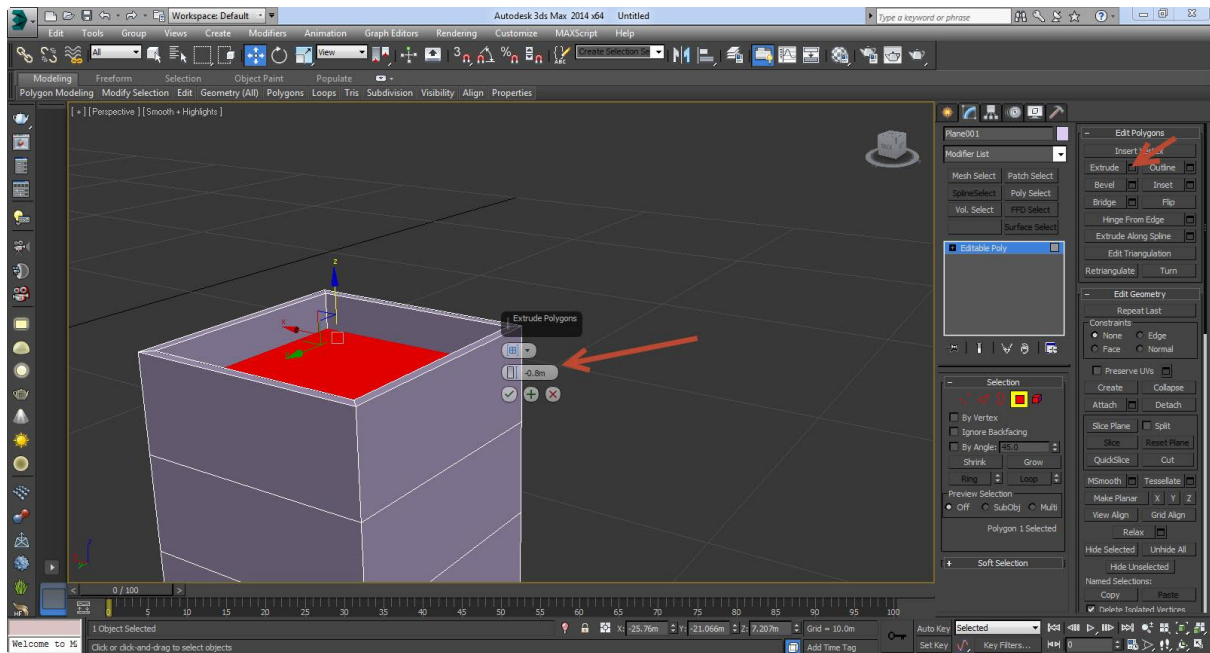 Workspace: Default
Autodesk 3ds Max 2014 x64 Untitled
Type a keyword or phrase
Edit Tools Group Views Create Modifiers Animation Graph Editors Rendering Customize MAXScript Help
All
View
Create Selection Se
Modeling Freeform Selection Object Paint Populate
Polygon Modeling Modify Selection Edit Geometry (All) Polygons Loops Tris Subdivision Visibility Align Properties
[ + ] [ Perspective ] [ Smooth + Highlights ]
z
x
Extrude Polygons
-0.8m
Plane001
Modifier List
Mesh Select Patch Select
SplineSelect Poly Select
Vol. Select FFD Select
Surface Select
Editable Poly
Selection
By Vertex
Ignore Backfacing
By Angle: 45.0
Shrink Grow
Ring Loop
Preview Selection
Off SubObj Multi
Polygon 1 Selected
Soft Selection
Edit Polygons
Insert Vertex
Extrude Outline
Bevel Inset
Bridge Flip
Hinge From Edge
Extrude Along Spline
Edit Triangulation
Retriangulate Turn
Edit Geometry
Repeat Last
Constraints
None Edge
Face Normal
Preserve UVs
Create Collapse
Attach Detach
Slice Plane Split
Slice Reset Plane
QuickSlice Cut
MSmooth Tessellate
Make Planar X Y Z
View Align Grid Align
Relax
Hide Selected Unhide All
Hide Unselected
Named Selections:
Copy Paste
Delete Isolated Vertices
0 / 100
0 5 10 15 20 25 30 35 40 45 50 55 60 65 70 75 80 85 90 95 100
1 Object Selected
X: -25.76m Y: -21.066m Z: 7.207m Grid = 10.0m
Auto Key Selected
Welcome to M
Click or click-and-drag to select objects
Add Time Tag
Set Key Key Filters... 0